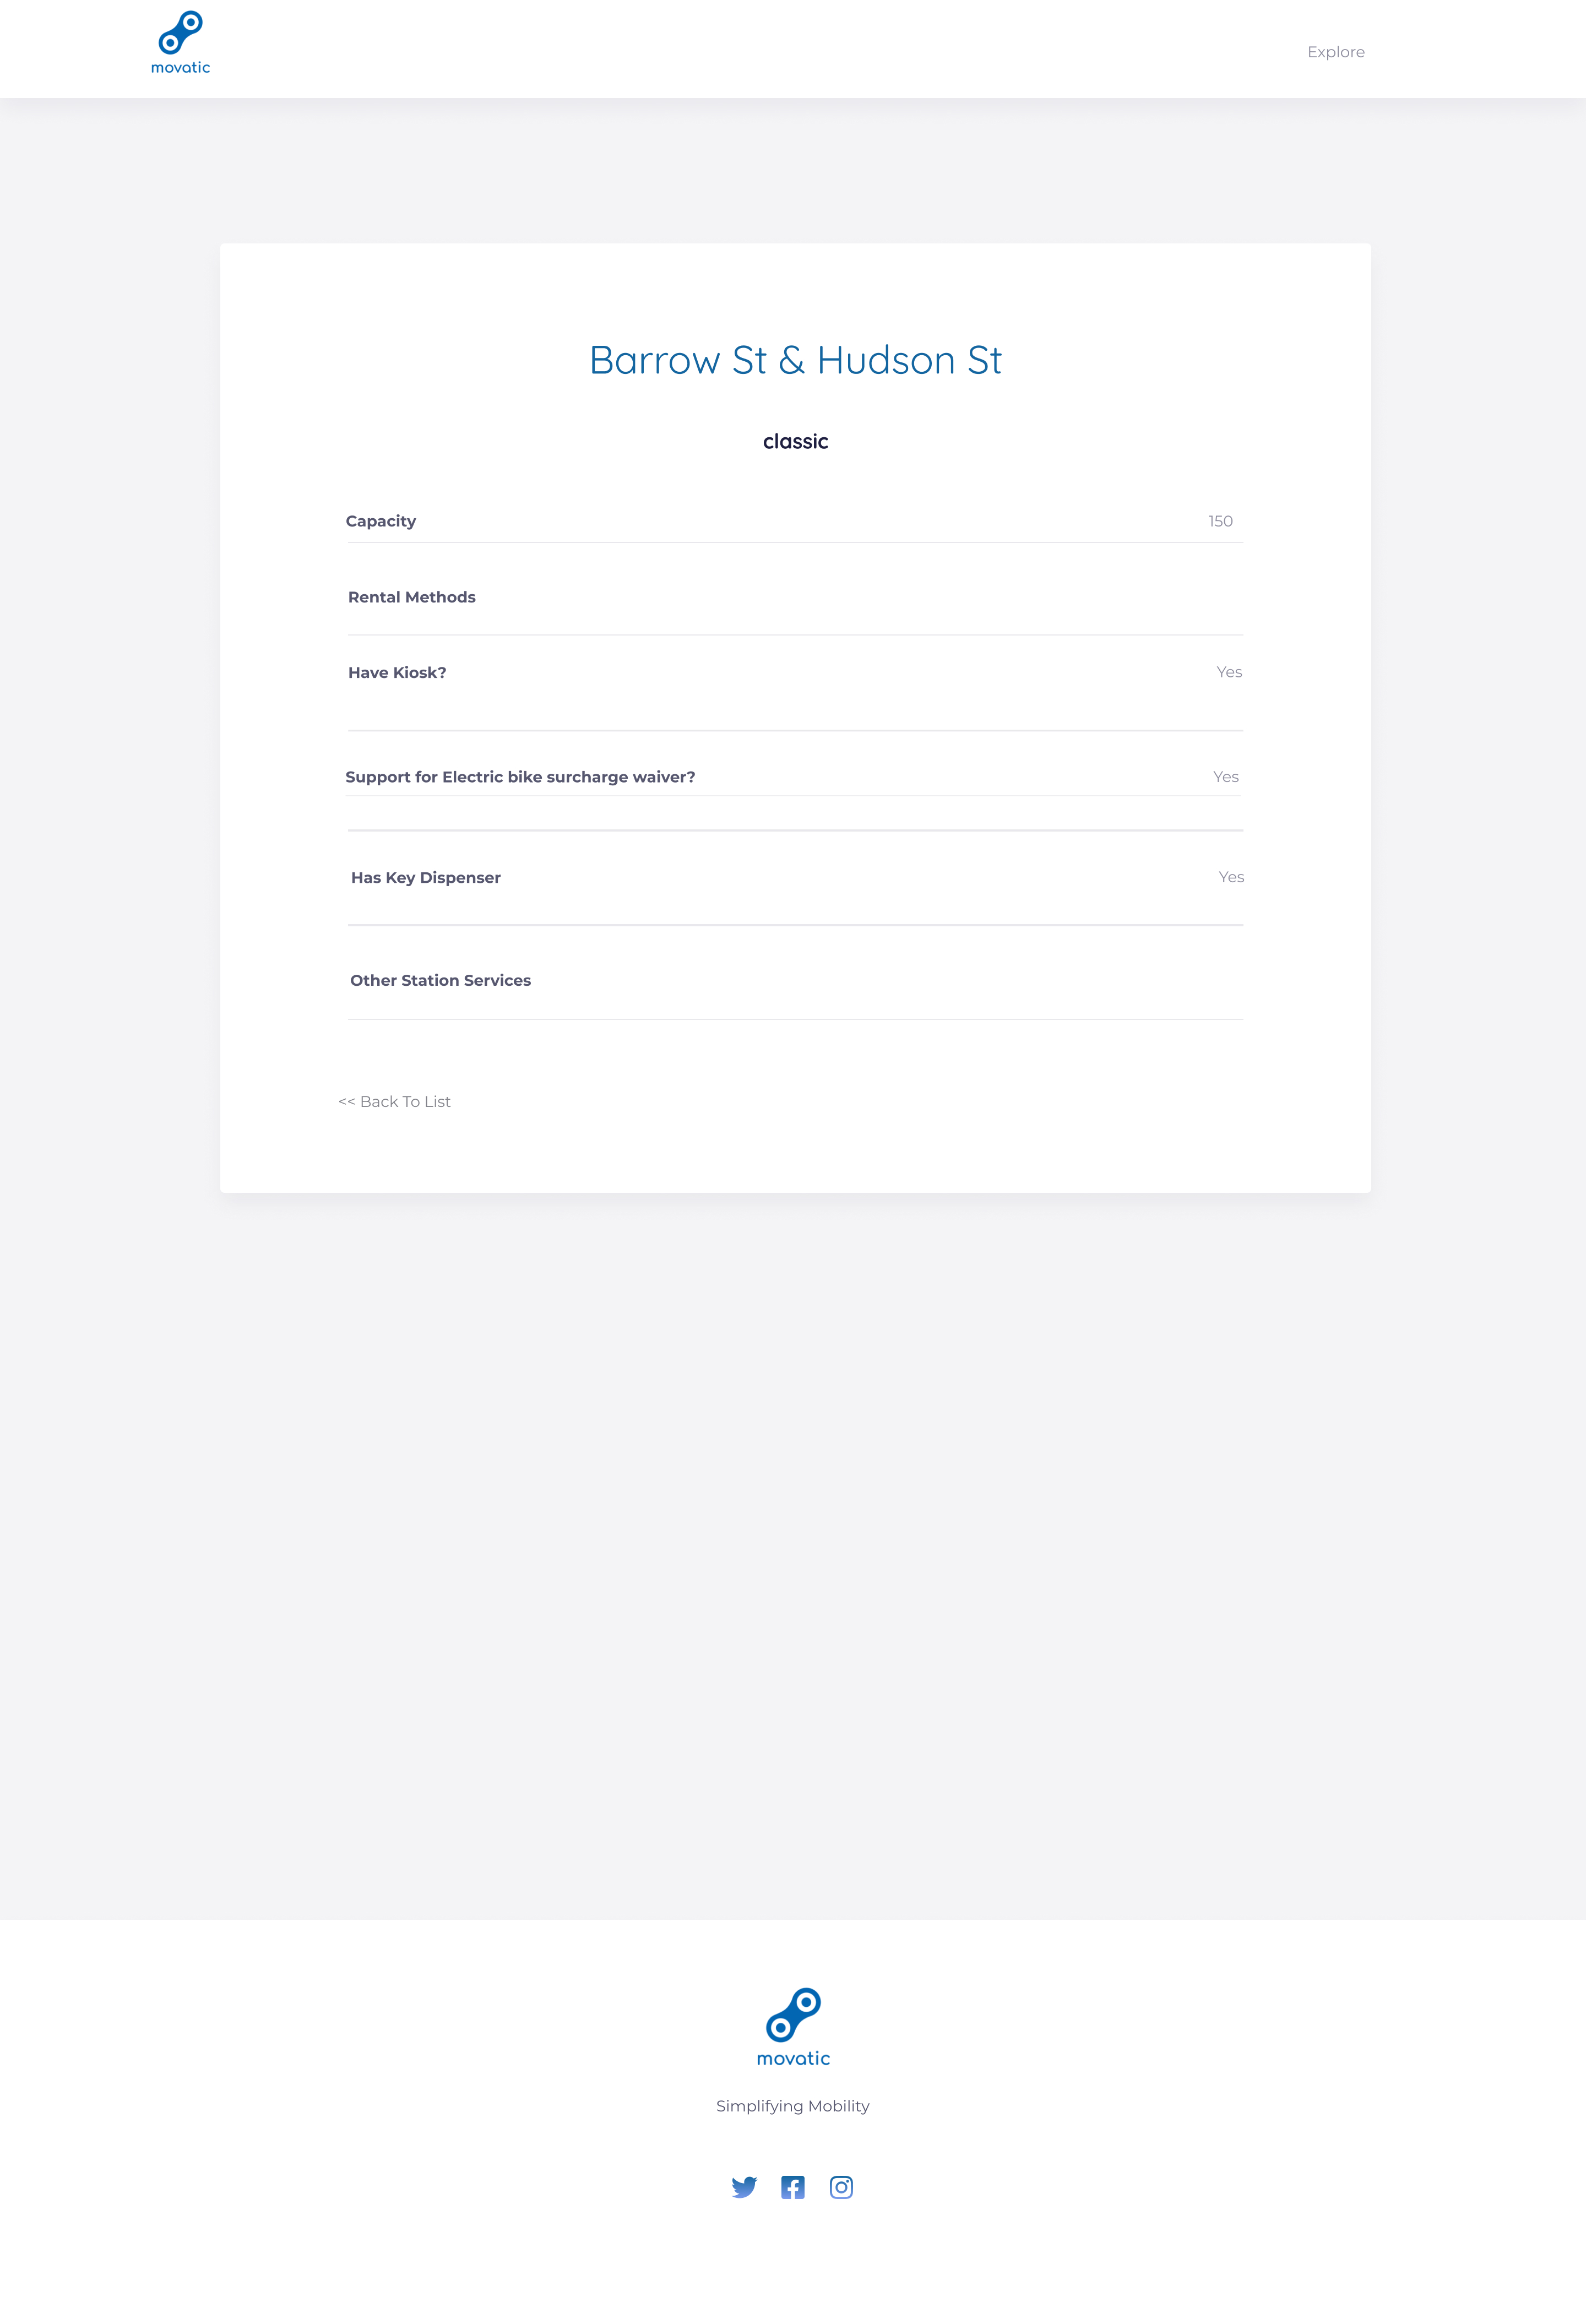 movatic
Explore
Barrow St & Hudson St
classic
Capacity 150
Rental Methods
Have Kiosk? Yes
Support for Electric bike surcharge waiver? Yes
Has Key Dispenser Yes
Other Station Services
<< Back To List
movatic
Simplifying Mobility